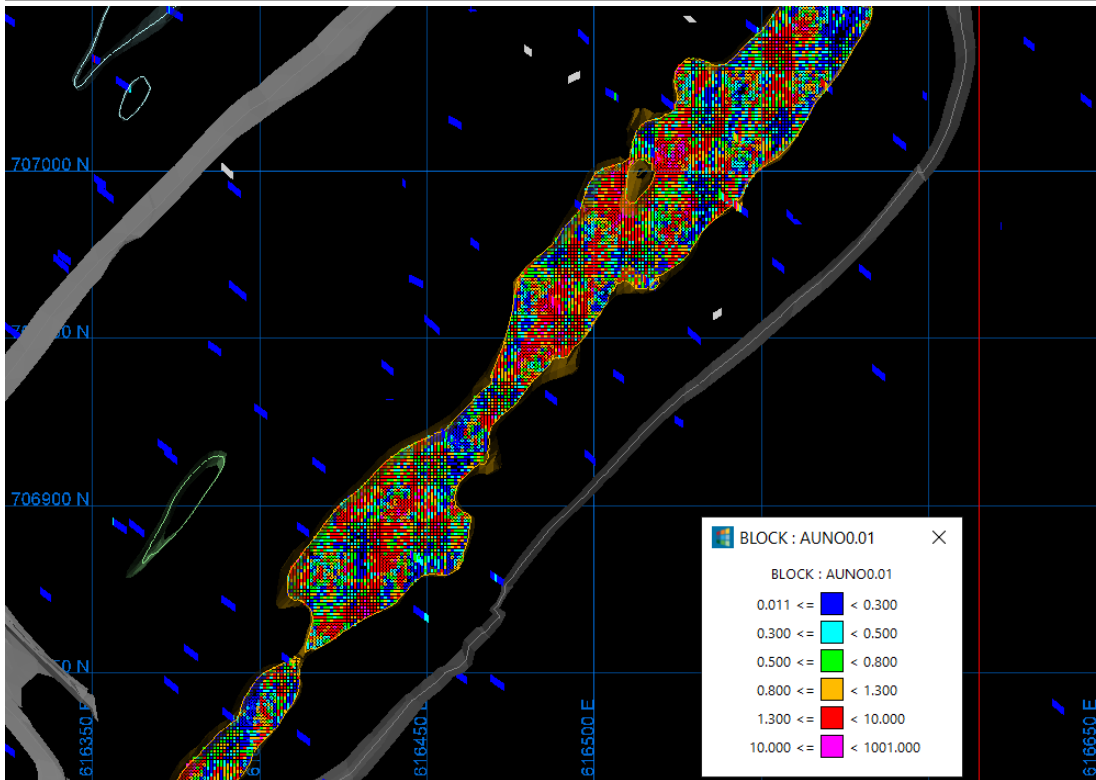 707000 N
706900 N
50 N
616350 E
616450 E
616500 E
616650 E
BLOCK : AUNO0.01
BLOCK : AUNO0.01
0.011 <= < 0.300
0.300 <= < 0.500
0.500 <= < 0.800
0.800 <= < 1.300
1.300 <= < 10.000
10.000 <= < 1001.000